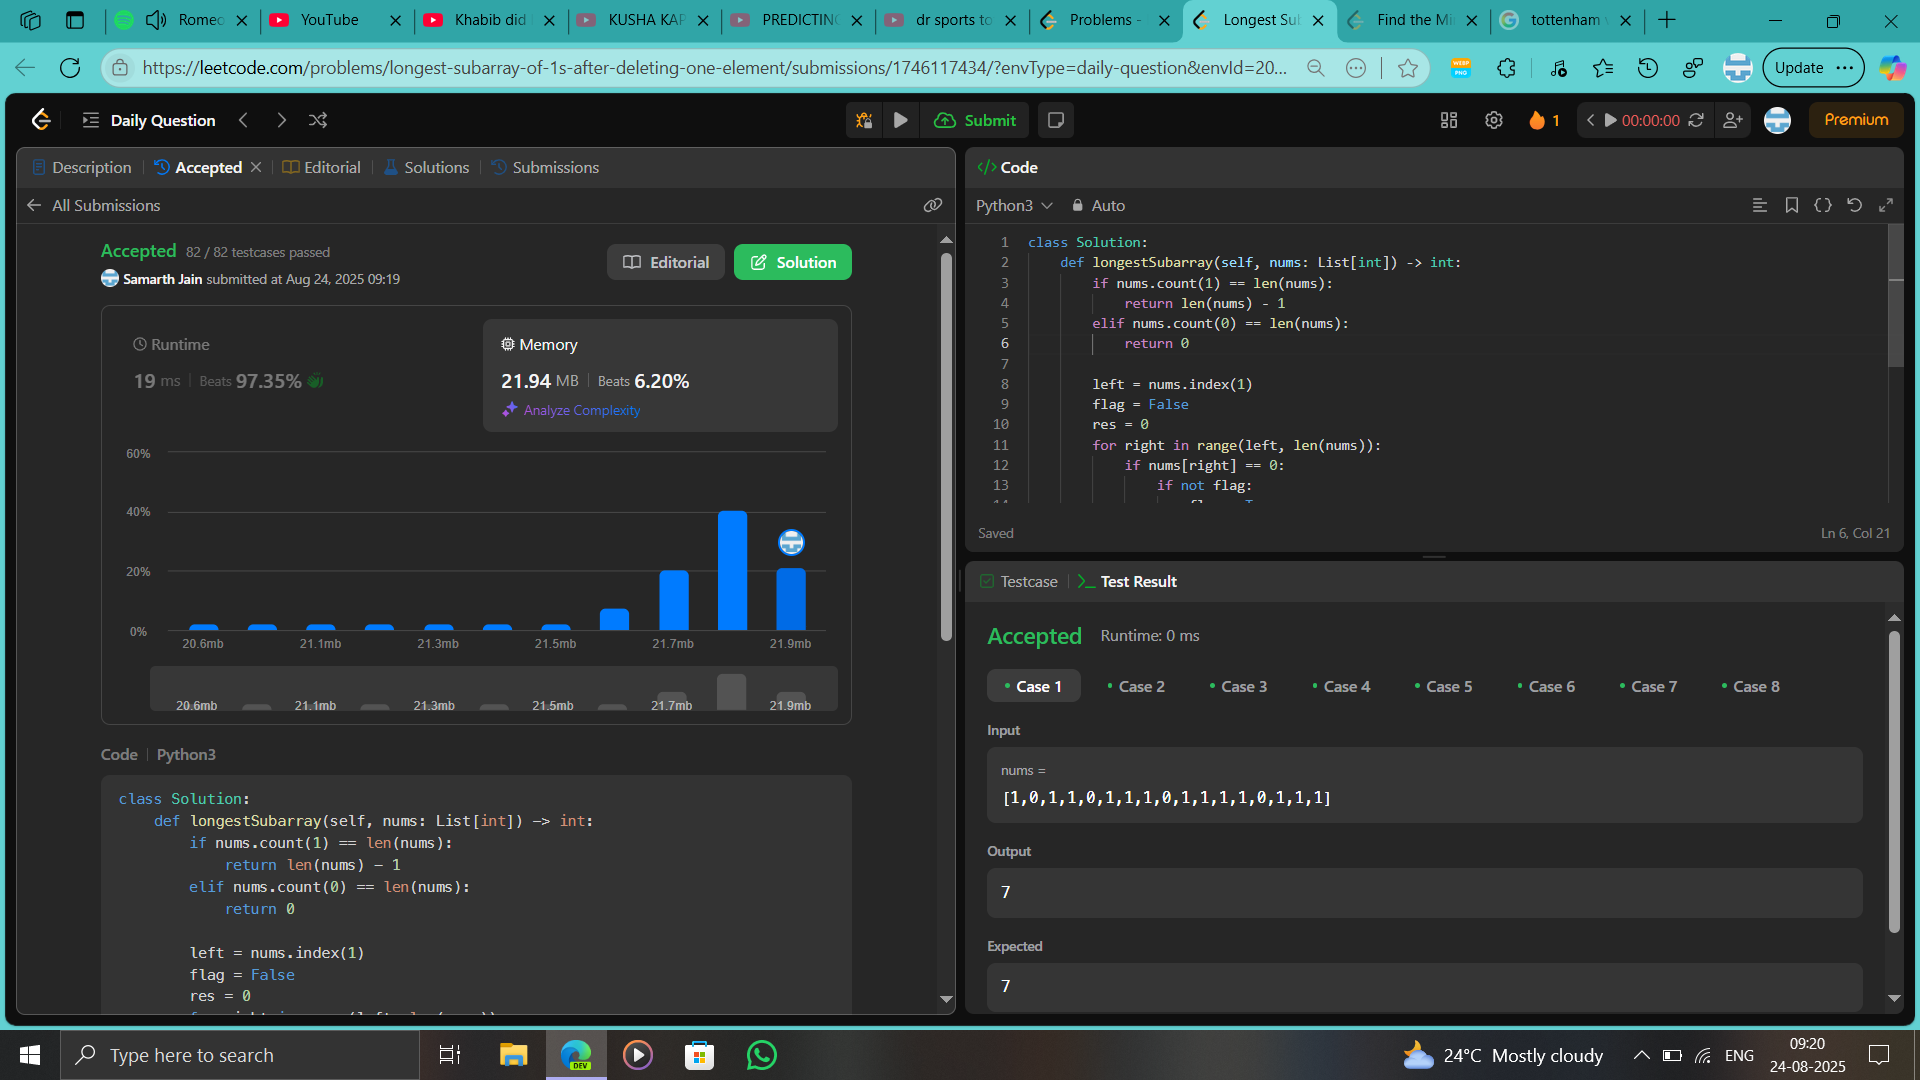 Romeo
YouTube
Khabib did
KUSHA KAP
PREDICTING
dr sports to
Problems -
Longest Su
Find the Mi
tottenham
https://leetcode.com/problems/longest-subarray-of-1s-after-deleting-one-element/submissions/1746117434/?envType=daily-question&envId=20...
WEBP
PNG
Update
Daily Question
Submit
1
00:00:00
Premium
Description
Accepted
Editorial
Solutions
Submissions
All Submissions
Accepted 82 / 82 testcases passed
Samarth Jain submitted at Aug 24, 2025 09:19
Editorial
Solution
Runtime
19 ms | Beats 97.35%
Memory
21.94 MB | Beats 6.20%
Analyze Complexity
60%
40%
20%
0%
20.6mb 21.1mb 21.3mb 21.5mb 21.7mb 21.9mb
20.6mb 21.1mb 21.3mb 21.5mb 21.7mb 21.9mb
Code | Python3
class Solution:
def longestSubarray(self, nums: List[int]) -> int:
if nums.count(1) == len(nums):
return len(nums) - 1
elif nums.count(0) == len(nums):
return 0
left = nums.index(1)
flag = False
res = 0
</> Code
Python3
Auto
1 class Solution:
2 def longestSubarray(self, nums: List[int]) -> int:
3 if nums.count(1) == len(nums):
4 return len(nums) - 1
5 elif nums.count(0) == len(nums):
6 return 0
7
8 left = nums.index(1)
9 flag = False
10 res = 0
11 for right in range(left, len(nums)):
12 if nums[right] == 0:
13 if not flag:
Saved
Ln 6, Col 21
Testcase
Test Result
Accepted Runtime: 0 ms
Case 1
Case 2
Case 3
Case 4
Case 5
Case 6
Case 7
Case 8
Input
nums =
[1,0,1,1,0,1,1,1,0,1,1,1,1,0,1,1,1]
Output
7
Expected
7
Type here to search
DEV
24°C Mostly cloudy
ENG
09:20
24-08-2025